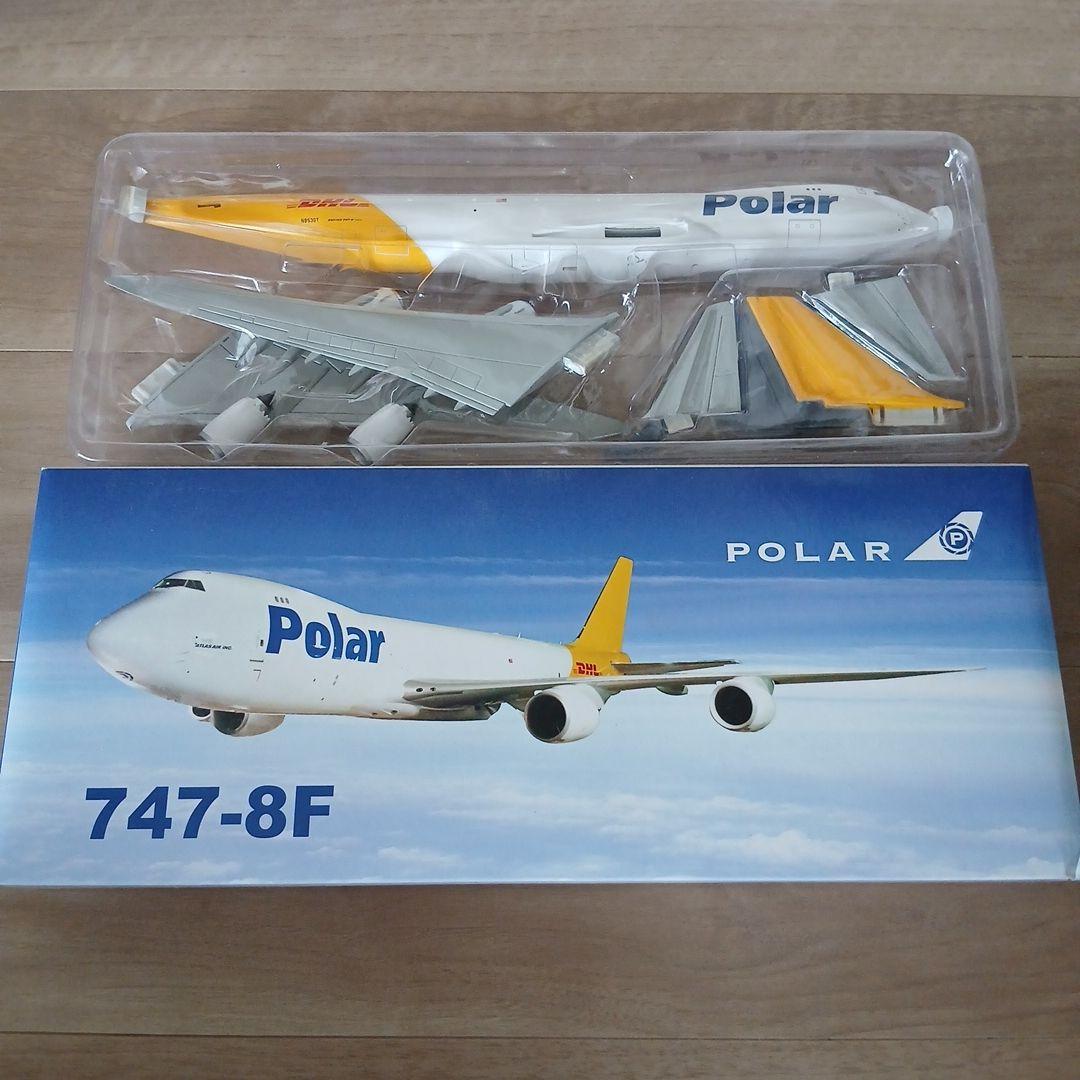 Polar
DHL
N853GT
POLAR
P
Polar
ATLAS AIR INC.
DHL
747-8F